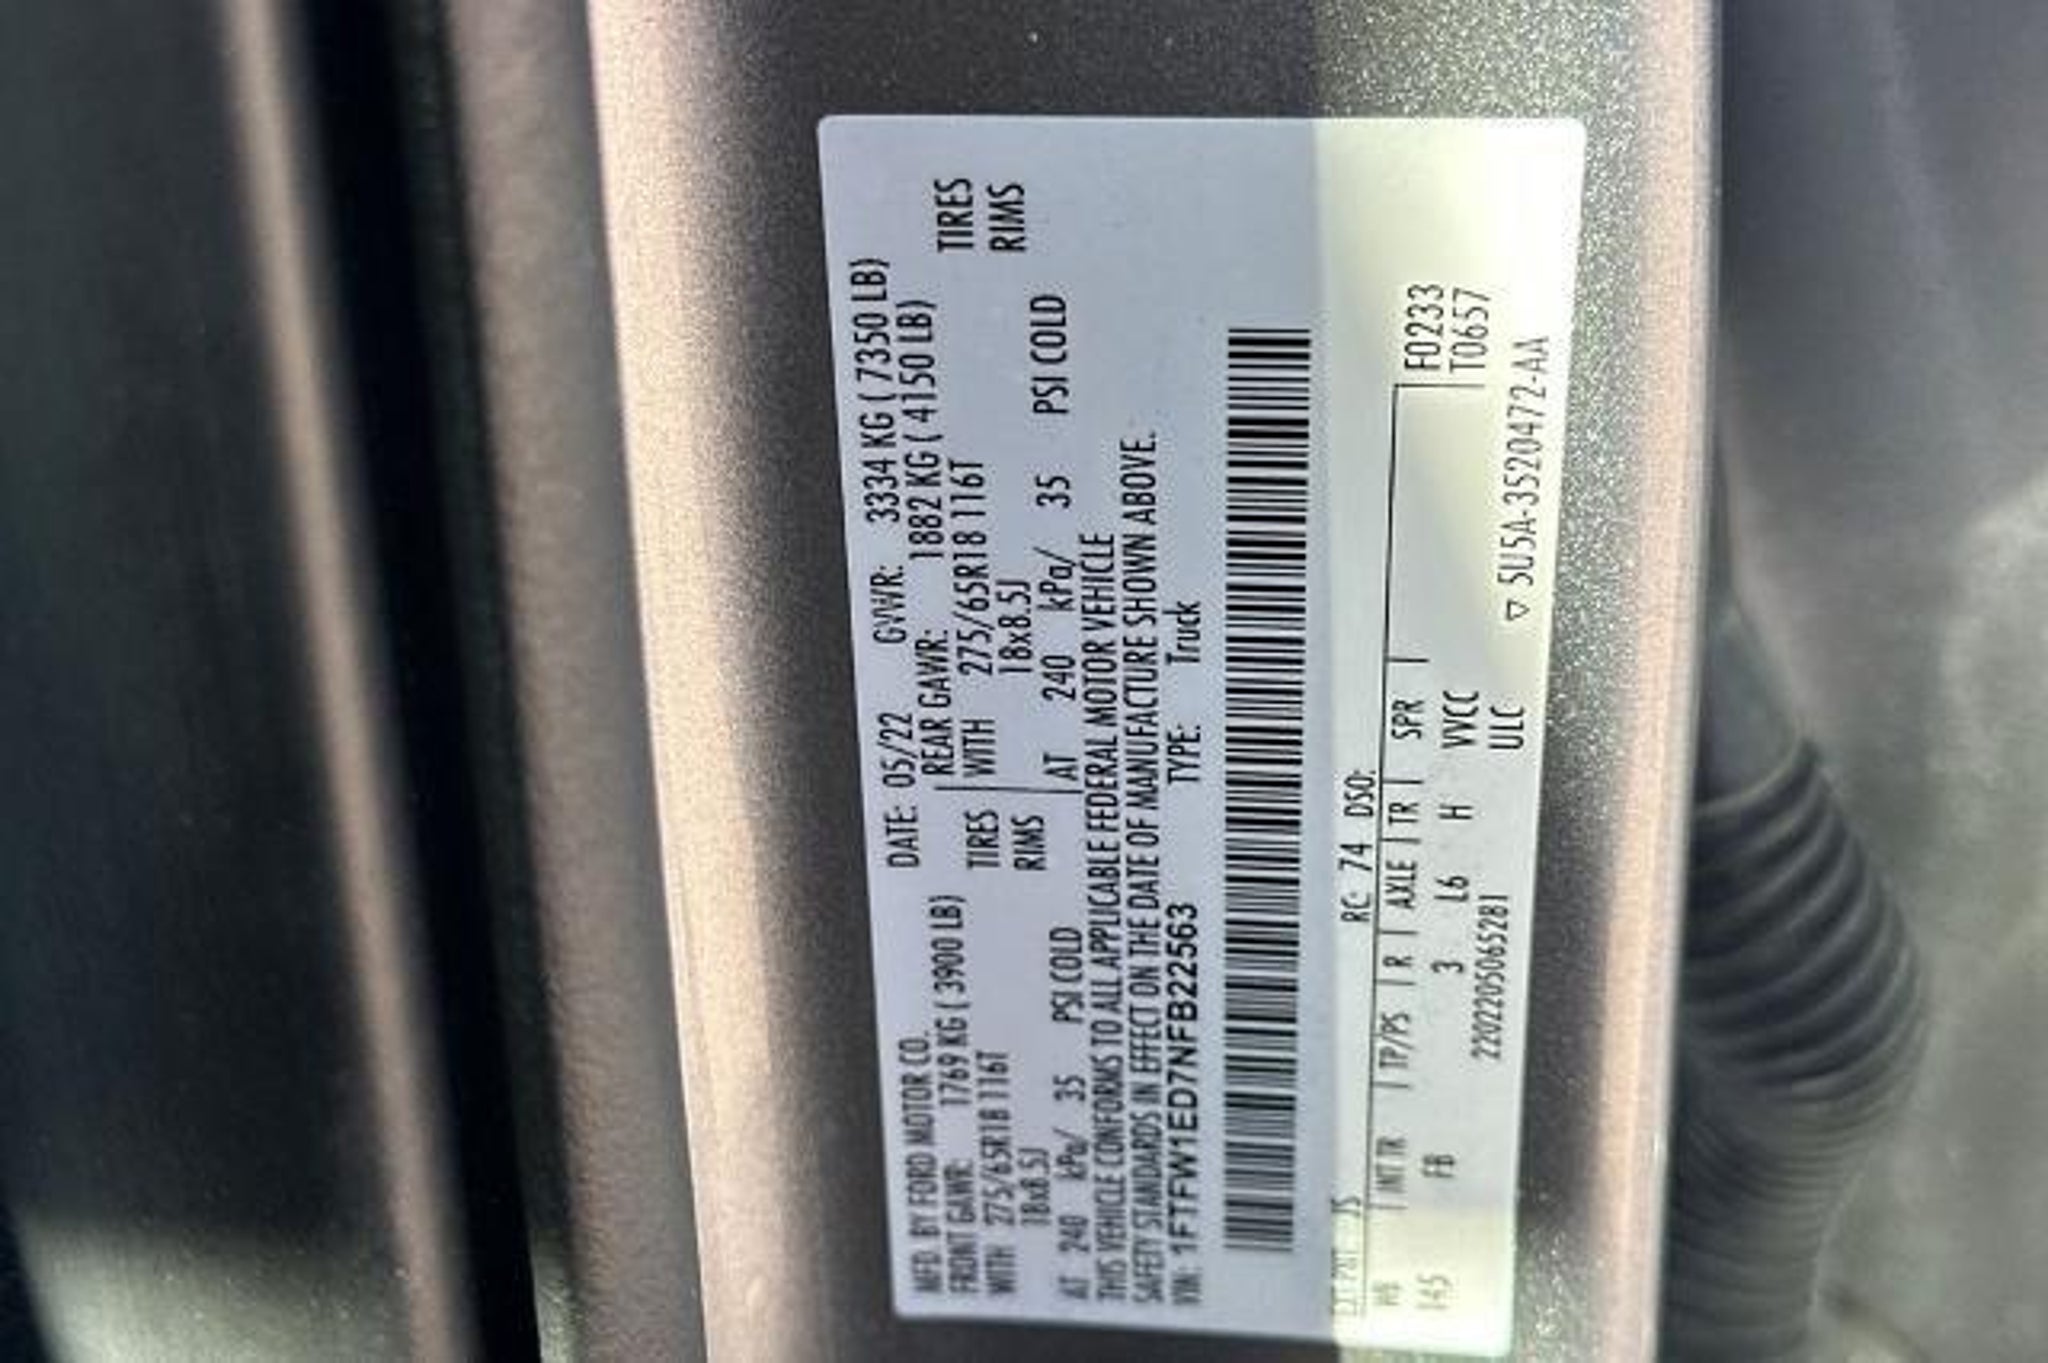 MFD. BY FORD MOTOR CO. DATE: 05/22 GVWR: 3334 KG ( 7350 LB)
FRONT GAWR: 1769 KG ( 3900 LB) REAR GAWR: 1882 KG ( 4150 LB)
WITH 275/65R18 116T TIRES WITH 275/65R18 116T TIRES
18x8.5J RIMS 18x8.5J RIMS
AT 240 kPa/ 35 PSI COLD AT 240 kPa/ 35 PSI COLD
THIS VEHICLE CONFORMS TO ALL APPLICABLE FEDERAL MOTOR VEHICLE
SAFETY STANDARDS IN EFFECT ON THE DATE OF MANUFACTURE SHOWN ABOVE.
VIN: 1FTFW1ED7NFB22563 TYPE: Truck
RC: 74 DSO:
WB | INT TR | TP/PS | R | AXLE | TR | SPR | F0233
145 FB 3 L6 H VVCC T0657
2202205065281 ULC
▽ 5U5A-3520472-AA